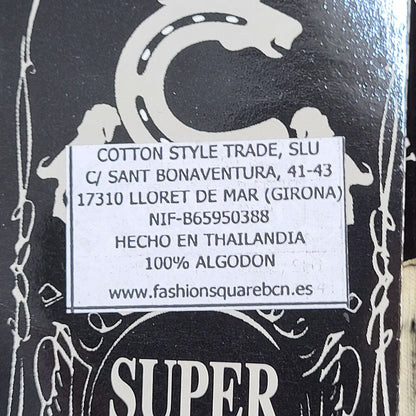 COTTON STYLE TRADE, SLU
C/ SANT BONAVENTURA, 41-43
17310 LLORET DE MAR (GIRONA)
NIF-B65950388
HECHO EN THAILANDIA
100% ALGODON
www.fashionsquarebcn.es
SUPER